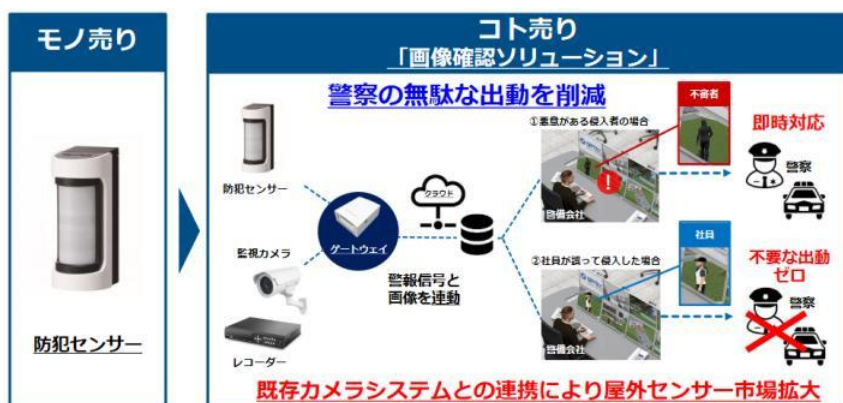 モノ売り
防犯センサー
コト売り
「画像確認ソリューション」
警察の無駄な出動を削減
防犯センサー
監視カメラ
レコーダー
ゲートウェイ
クラウド
警報信号と
画像を連動
①悪意がある侵入者の場合
警備会社
不審者
即時対応
警察
②社員が誤って侵入した場合
警備会社
社員
不要な出動
ゼロ
警察
既存カメラシステムとの連携により屋外センサー市場拡大